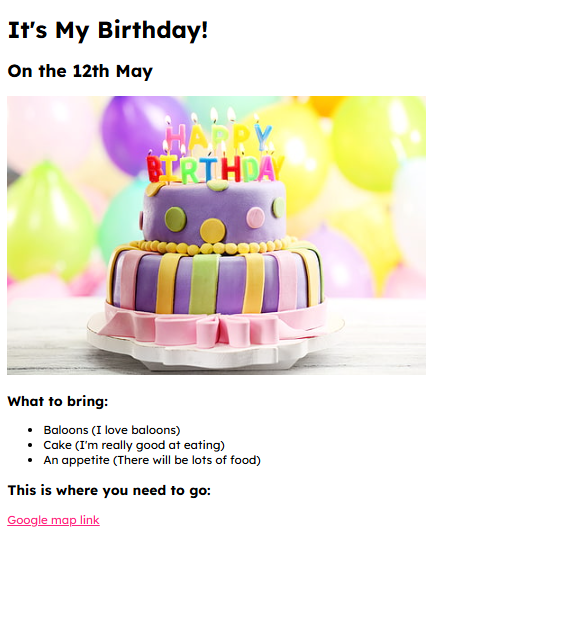 It's My Birthday!
On the 12th May
HAPPY
BIRTHDAY
What to bring:
Baloons (I love baloons)
Cake (I'm really good at eating)
An appetite (There will be lots of food)
This is where you need to go:
Google map link